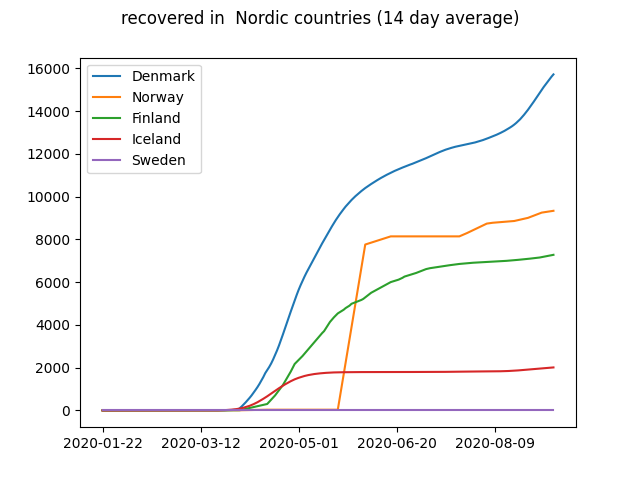 recovered in  Nordic countries (14 day average)
16000
14000
12000
10000
8000
6000
4000
2000
0
Denmark
Norway
Finland
Iceland
Sweden
2020-01-22 2020-03-12 2020-05-01 2020-06-20 2020-08-09